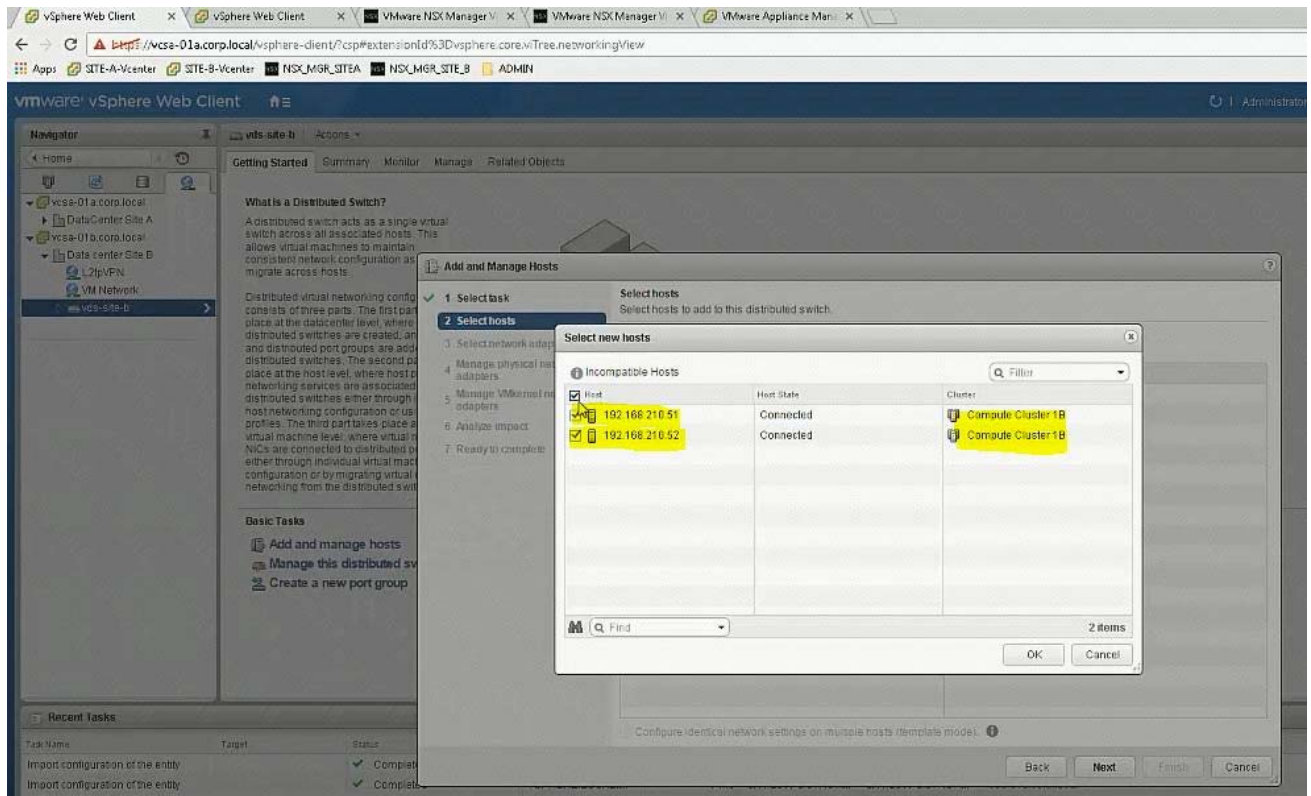 vSphere Web Client
vSphere Web Client
VMware NSX Manager V
VMware NSX Manager Vi
VMware Appliance Man
https://vcsa-01a.corp.local/vsphere-client/?csp#extensionId%3Dvsphere.core.viTree.networkingView
Apps SITE-A-Vcenter SITE-B-Vcenter NSX_MGR_SITEA NSX_MGR_SITE_B ADMIN
vmware® vSphere Web Client
Administrator
Navigator
Home
vcsa-01a.corp.local
DataCenter Site A
vcsa-01b.corp.local
Data center Site B
L2tpVPN
VM Network
vds-site-b
vds-site-b Actions
Getting Started Summary Monitor Manage Related Objects
What is a Distributed Switch?
A distributed switch acts as a single virtual
switch across all associated hosts. This
allows virtual machines to maintain
consistent network configuration as
migrate across hosts.
Distributed virtual networking config
consists of three parts. The first part
place at the datacenter level, where
distributed switches are created, an
and distributed port groups are adde
distributed switches. The second pa
place at the host level, where host p
networking services are associated
distributed switches either through i
host networking configuration or us
profiles. The third part takes place a
virtual machine level, where virtual n
NICs are connected to distributed po
either through individual virtual mac
configuration or by migrating virtual
networking from the distributed swit
Basic Tasks
Add and manage hosts
Manage this distributed sw
Create a new port group
Add and Manage Hosts
1 Select task
2 Select hosts
3 Select network adap
4 Manage physical net
adapters
5 Manage VMkernel ne
adapters
6 Analyze impact
7 Ready to complete
Select hosts
Select hosts to add to this distributed switch.
Select new hosts
Incompatible Hosts
Filter
Host Host State Cluster
192.168.210.51 Connected Compute Cluster 1B
192.168.210.52 Connected Compute Cluster 1B
Find
2 items
OK Cancel
Configure identical network settings on multiple hosts (template mode).
Back Next Finish Cancel
Recent Tasks
Task Name Target Status
Import configuration of the entity Complet
Import configuration of the entity Complete